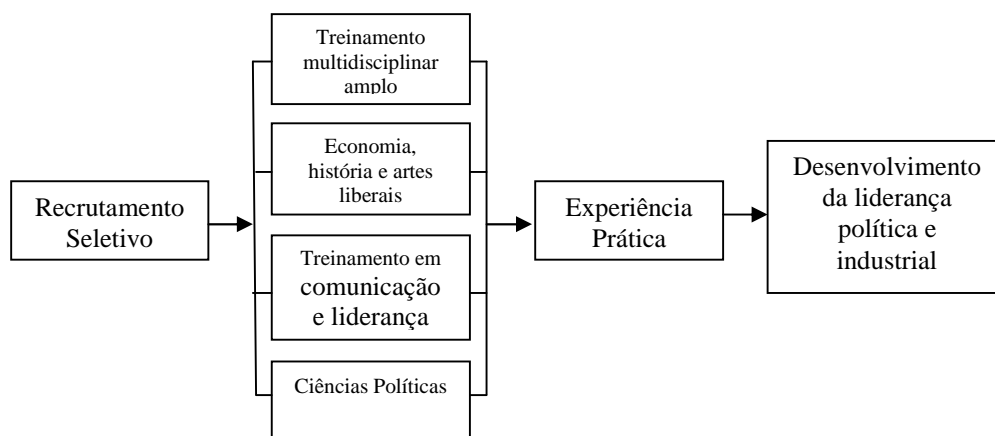 Recrutamento
Seletivo
Treinamento
multidisciplinar
amplo
Economia,
história e artes
liberais
Treinamento em
comunicação
e liderança
Ciências Políticas
Experiência
Prática
Desenvolvimento
da liderança
política e
industrial